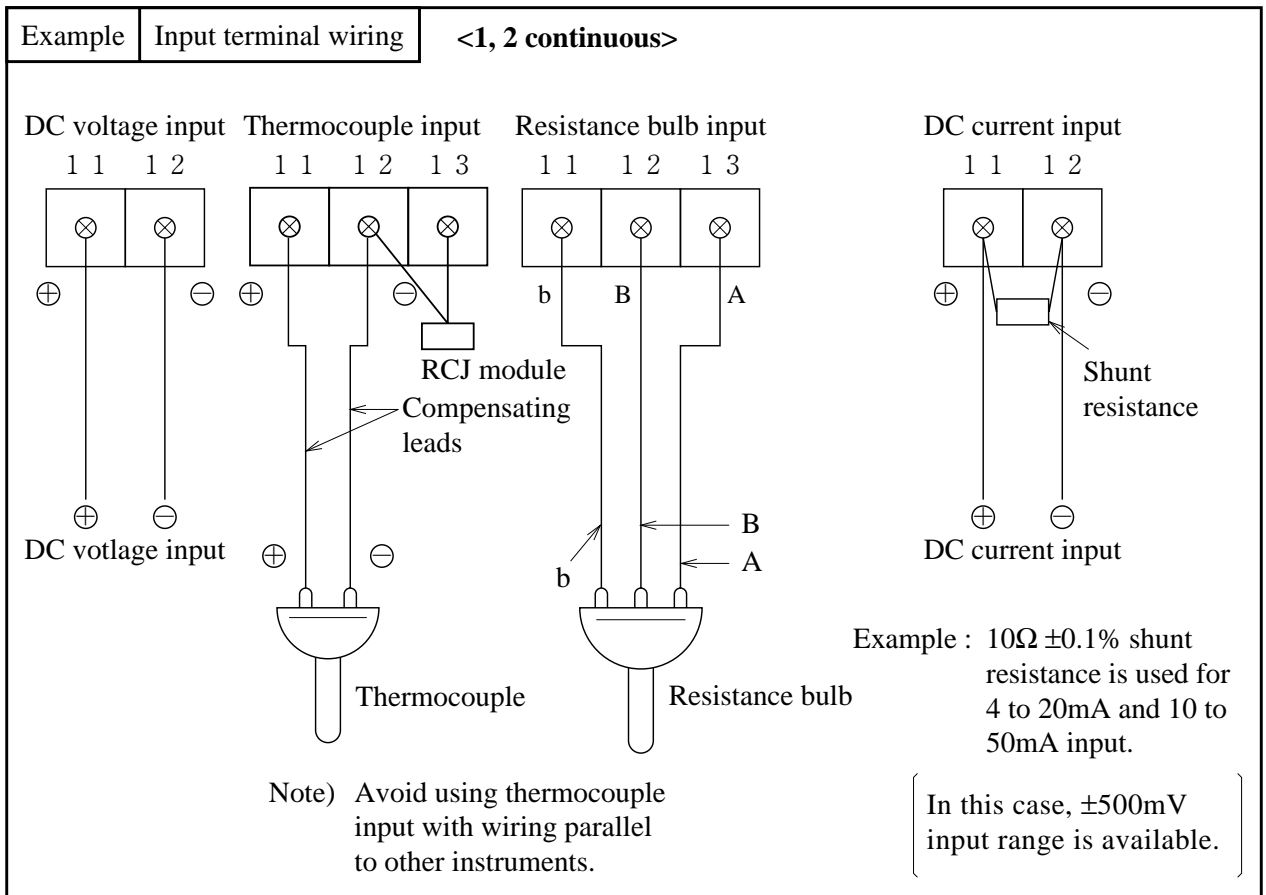 Example Input terminal wiring <1, 2 continuous>
DC voltage input Thermocouple input Resistance bulb input DC current input
1 1 1 2 1 1 1 2 1 3 1 1 1 2 1 3 1 1 1 2
⊕ ⊖ ⊕ ⊖ b B A ⊕ ⊖
RCJ module
Compensating
leads
Shunt
resistance
⊕ ⊖ B ⊕ ⊖
DC votlage input ⊕ ⊖ b A DC current input
Thermocouple Resistance bulb
Example : 10Ω ±0.1% shunt
resistance is used for
4 to 20mA and 10 to
50mA input.
Note) Avoid using thermocouple
input with wiring parallel
to other instruments.
In this case, ±500mV
input range is available.